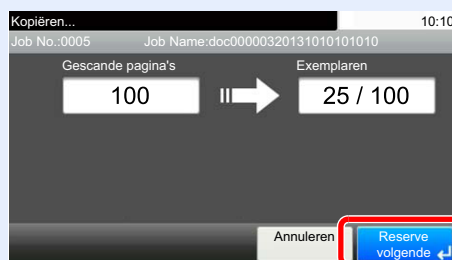 Kopiëren...
10:10
Job No.:0005
Job Name:doc00000320131010101010
Gescande pagina's
Exemplaren
100
25 / 100
Annuleren
Reserve
volgende